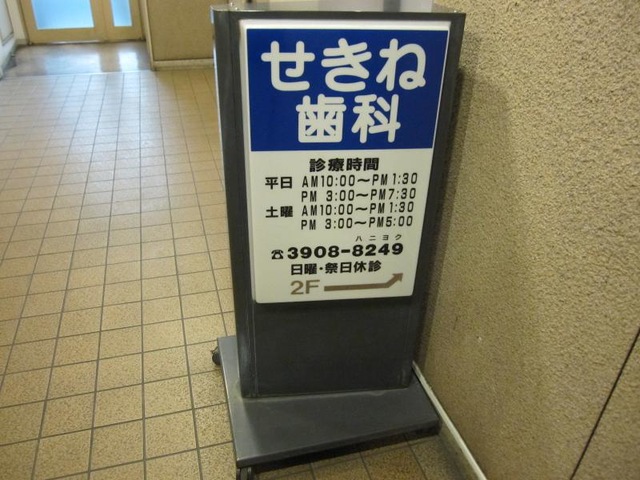 せきね
歯科
診療時間
平日 AM10:00〜PM1:30
PM 3:00〜PM7:30
土曜 AM10:00〜PM1:30
PM 3:00〜PM5:00
ハニヨク
☎3908-8249
日曜・祭日休診
2F